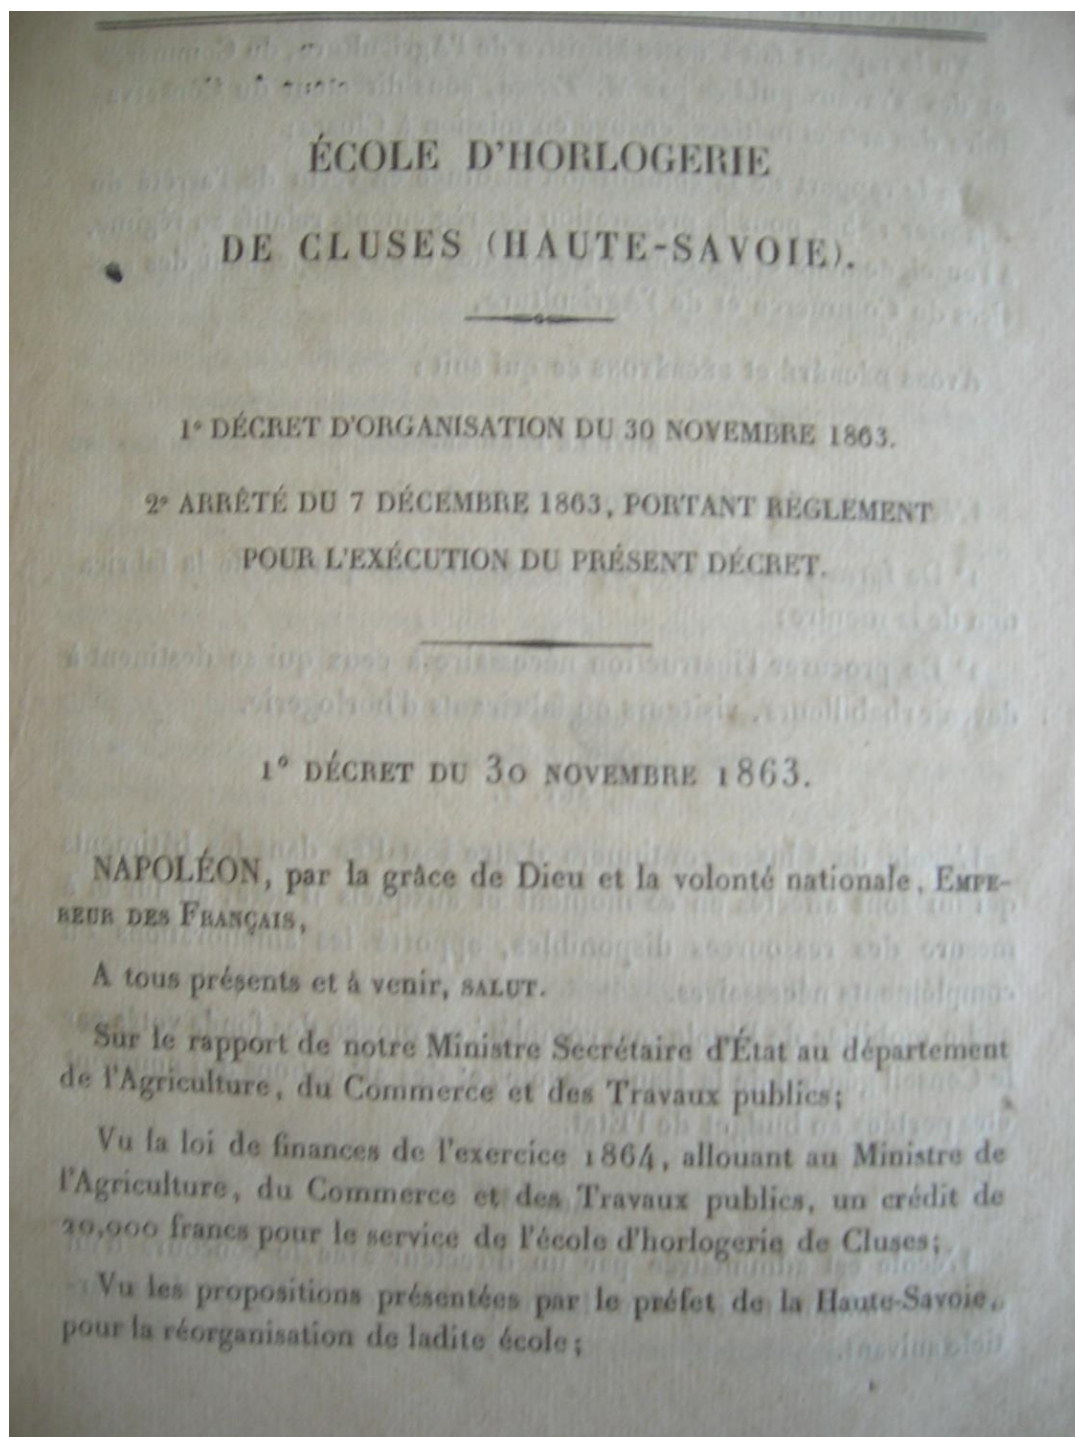 ÉCOLE D'HORLOGERIE
DE CLUSES (HAUTE-SAVOIE).
1° DÉCRET D'ORGANISATION DU 30 NOVEMBRE 1863.
2° ARRÊTÉ DU 7 DÉCEMBRE 1863, PORTANT RÈGLEMENT
POUR L'EXÉCUTION DU PRÉSENT DÉCRET.
1° DÉCRET DU 30 NOVEMBRE 1863.
NAPOLÉON, par la grâce de Dieu et la volonté nationale, EMPE-
REUR DES FRANÇAIS,
A tous présents et à venir, SALUT.
Sur le rapport de notre Ministre Secrétaire d'État au département
de l'Agriculture, du Commerce et des Travaux publics;
Vu la loi de finances de l'exercice 1864, allouant au Ministre de
l'Agriculture, du Commerce et des Travaux publics, un crédit de
20,000 francs pour le service de l'école d'horlogerie de Cluses;
Vu les propositions présentées par le préfet de la Haute-Savoie,
pour la réorganisation de ladite école;